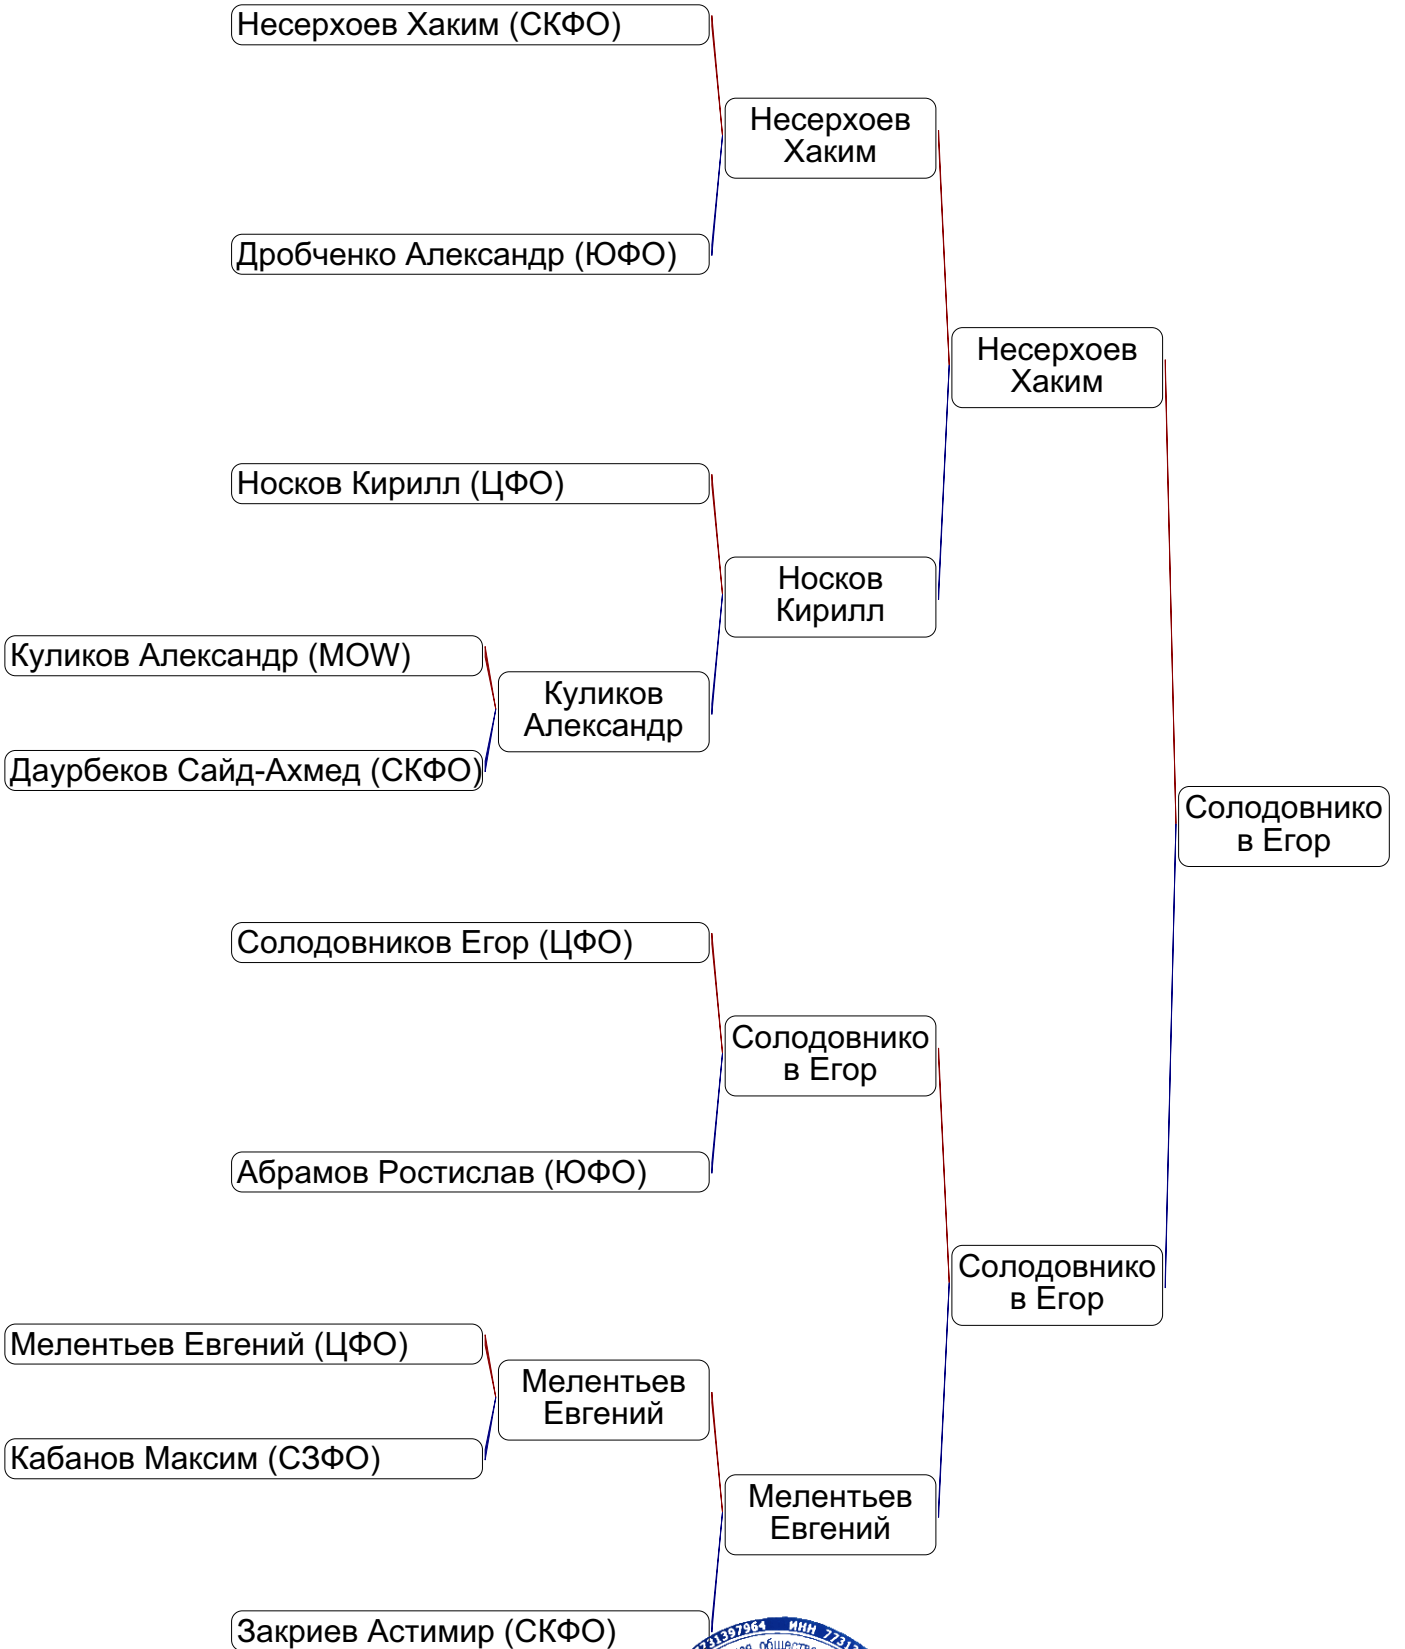 Несерхоев Хаким (СКФО)
Несерхоев
Хаким
Дробченко Александр (ЮФО)
Несерхоев
Хаким
Носков Кирилл (ЦФО)
Носков
Кирилл
Куликов Александр (MOW)
Куликов
Александр
Даурбеков Сайд-Ахмед (СКФО)
Солодовнико
в Егор
Солодовников Егор (ЦФО)
Солодовнико
в Егор
Абрамов Ростислав (ЮФО)
Солодовнико
в Егор
Мелентьев Евгений (ЦФО)
Мелентьев
Евгений
Кабанов Максим (СЗФО)
Мелентьев
Евгений
Закриев Астимир (СКФО)
ИНН